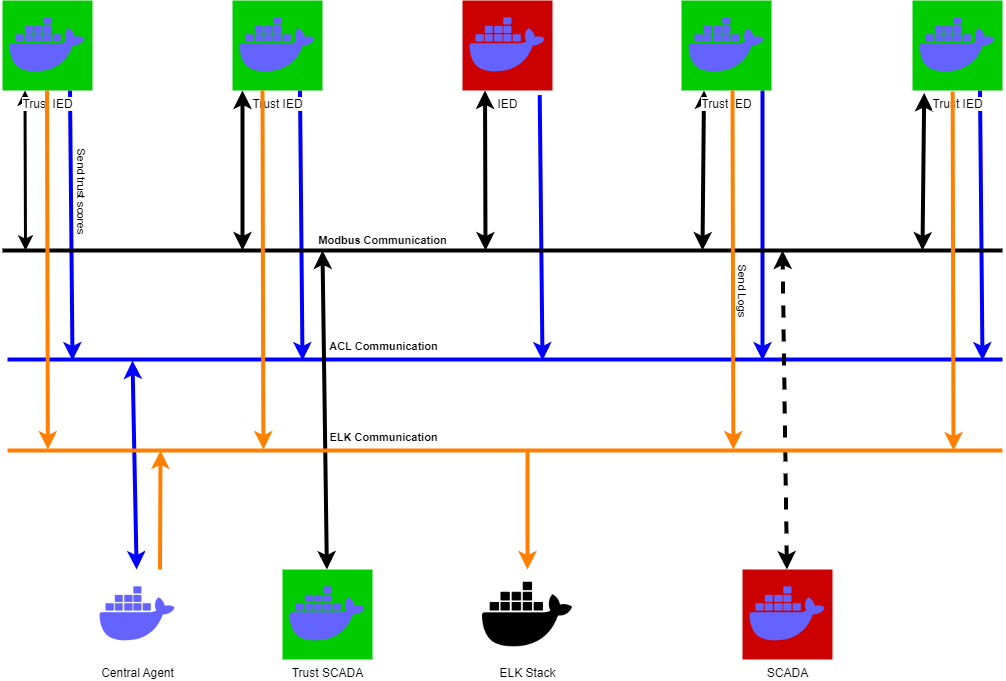 Trust IED
Trust IED
IED
Trust IED
Trust IED
Send trust scores
Modbus Communication
Send Logs
ACL Communication
ELK Communication
Central Agent
Trust SCADA
ELK Stack
SCADA